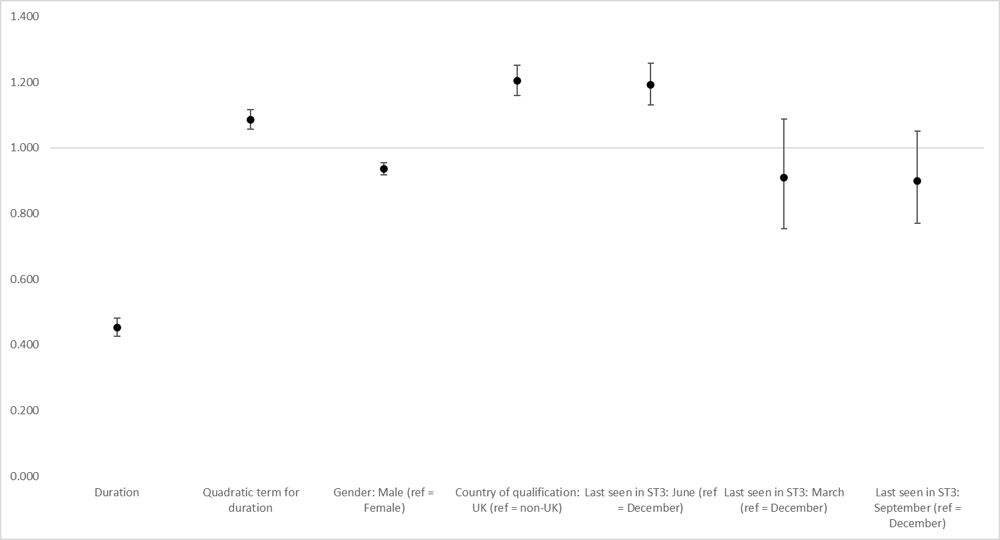 1.400
1.200
1.000
0.800
0.600
0.400
0.200
0.000
Duration
Quadratic term for
duration
Gender: Male (ref =
Female)
Country of qualification:
UK (ref = non-UK)
Last seen in ST3: June (ref
= December)
Last seen in ST3: March
(ref = December)
Last seen in ST3:
September (ref =
December)